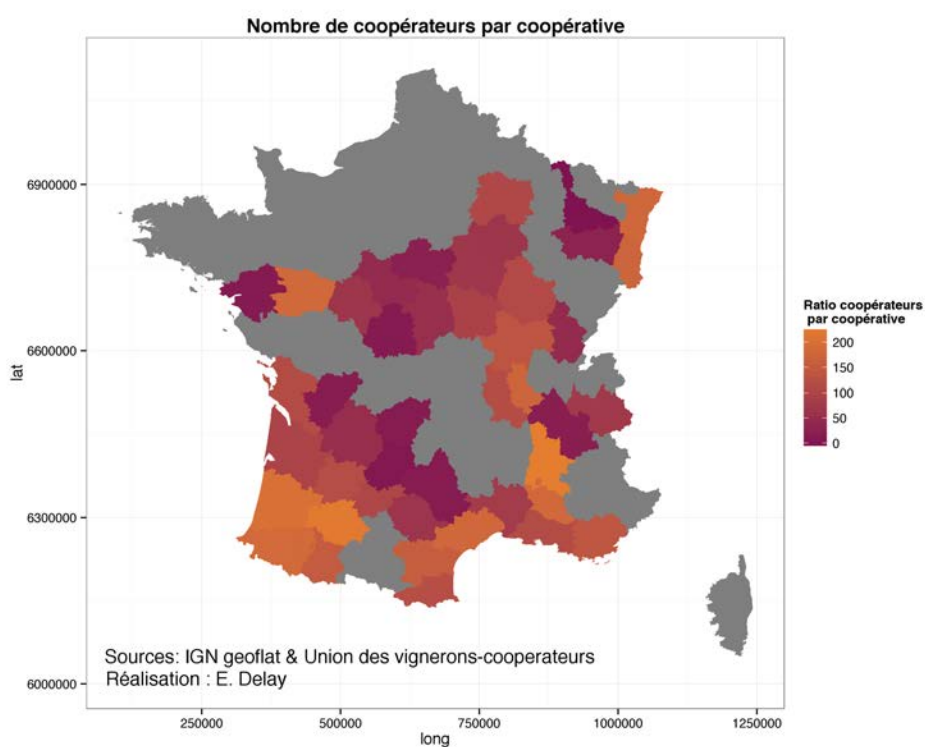 Nombre de coopérateurs par coopérative
6900000
6600000
6300000
6000000
lat
Ratio coopérateurs
par coopérative
200
150
100
50
0
Sources: IGN geoflat & Union des vignerons-cooperateurs
Réalisation : E. Delay
250000 500000 750000 1000000 1250000
long